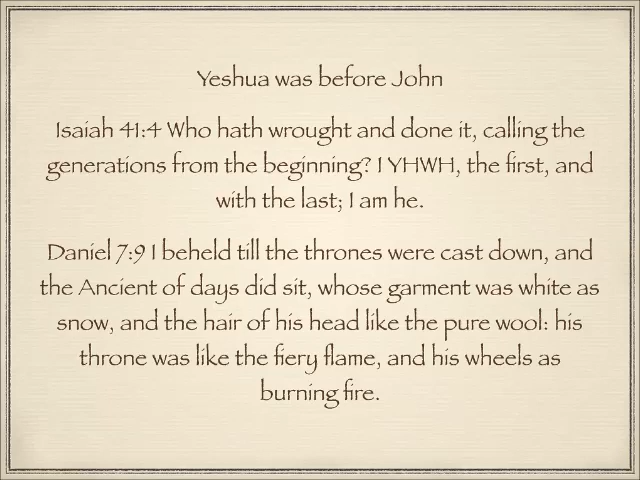 Yeshua was before John
Isaiah 41:4 Who hath wrought and done it, calling the
generations from the beginning? I YHWH, the first, and
with the last; I am he.
Daniel 7:9 I beheld till the thrones were cast down, and
the Ancient of days did sit, whose garment was white as
snow, and the hair of his head like the pure wool: his
throne was like the fiery flame, and his wheels as
burning fire.